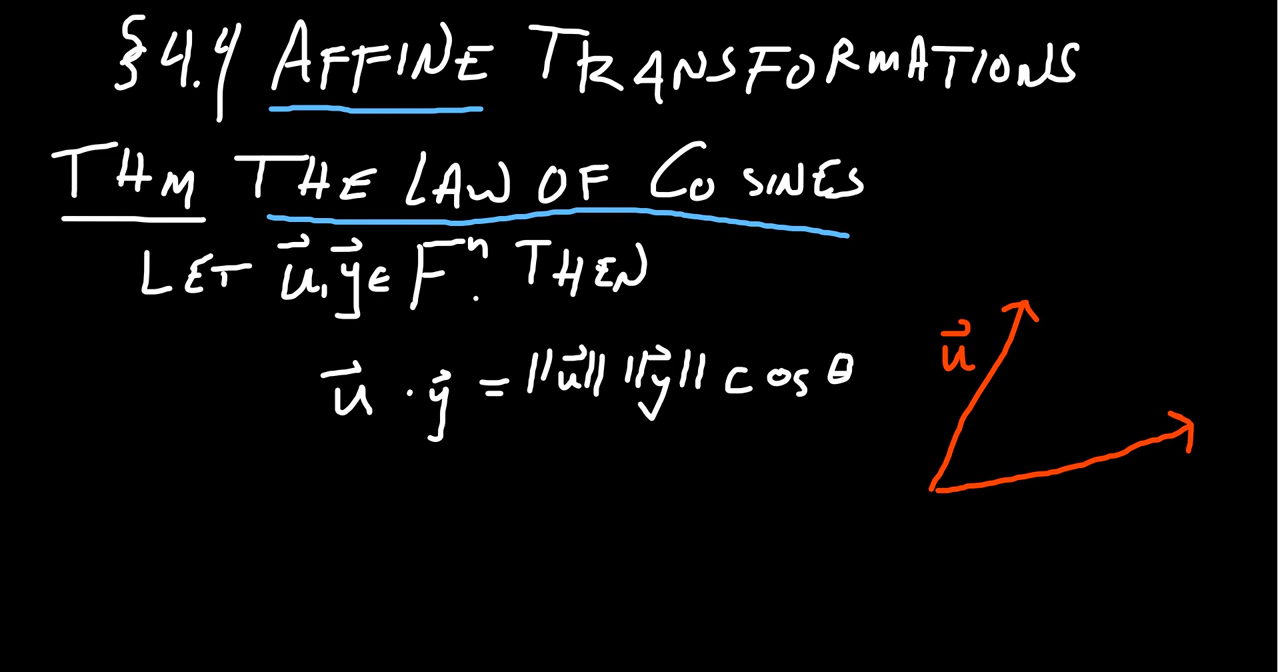 §4.4 AFFINE TRANSFORMATIONS
THM THE LAW OF COSINES
LET u⃗, y⃗ ∈ Fⁿ. THEN
u⃗ · y⃗ = ||u⃗|| ||y⃗|| cos θ
u⃗